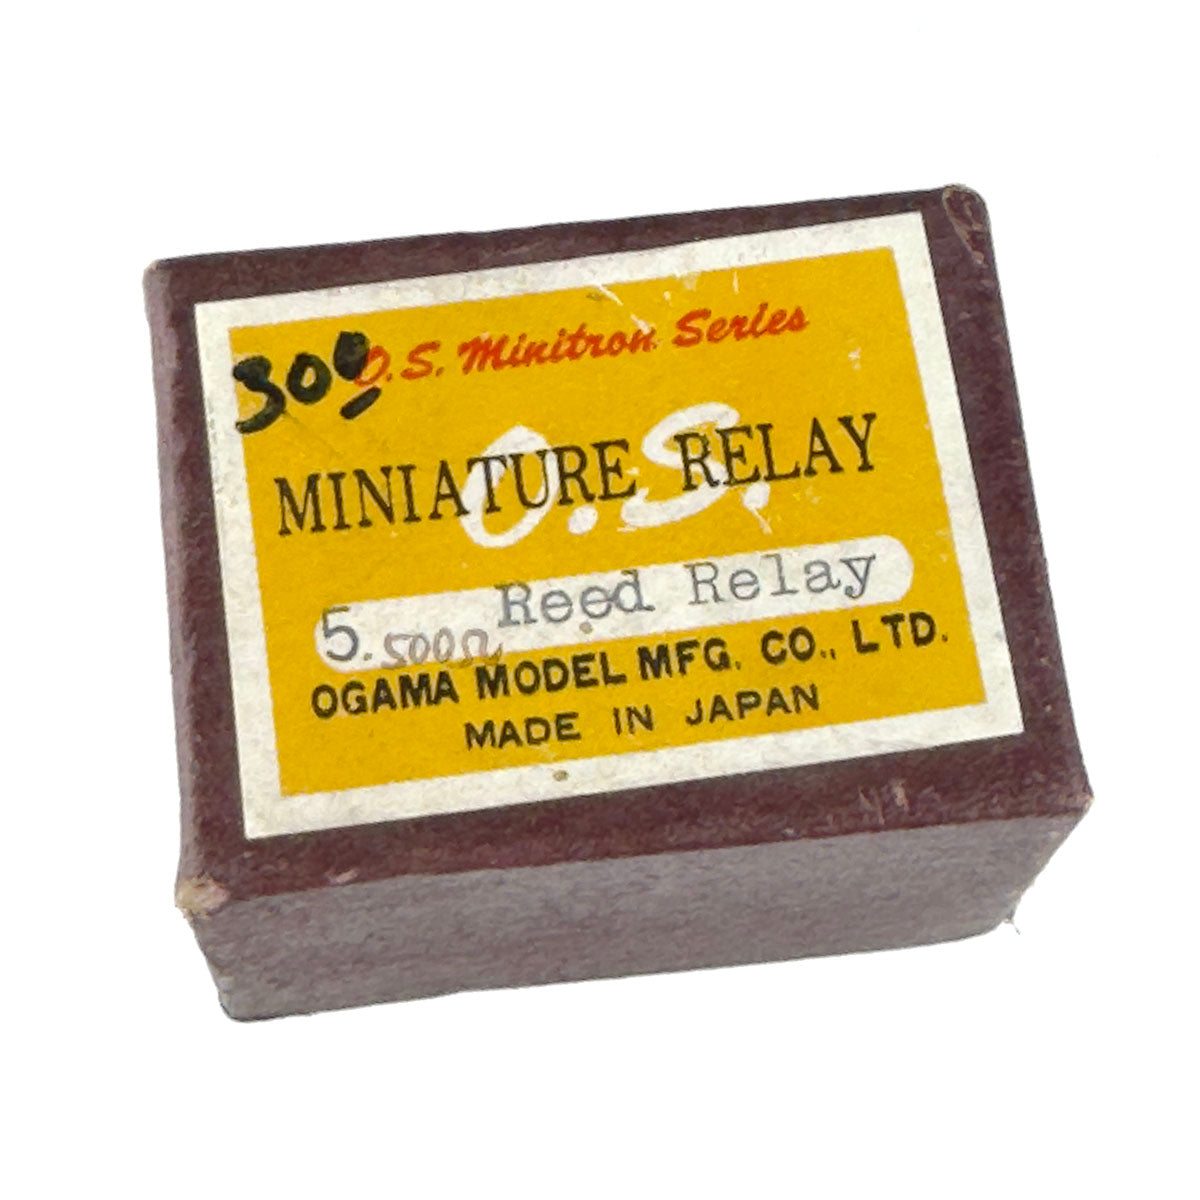 300
O.S. Minitron Series
O.S.
MINIATURE RELAY
5. Reed Relay
500Ω
OGAMA MODEL MFG. CO., LTD.
MADE IN JAPAN